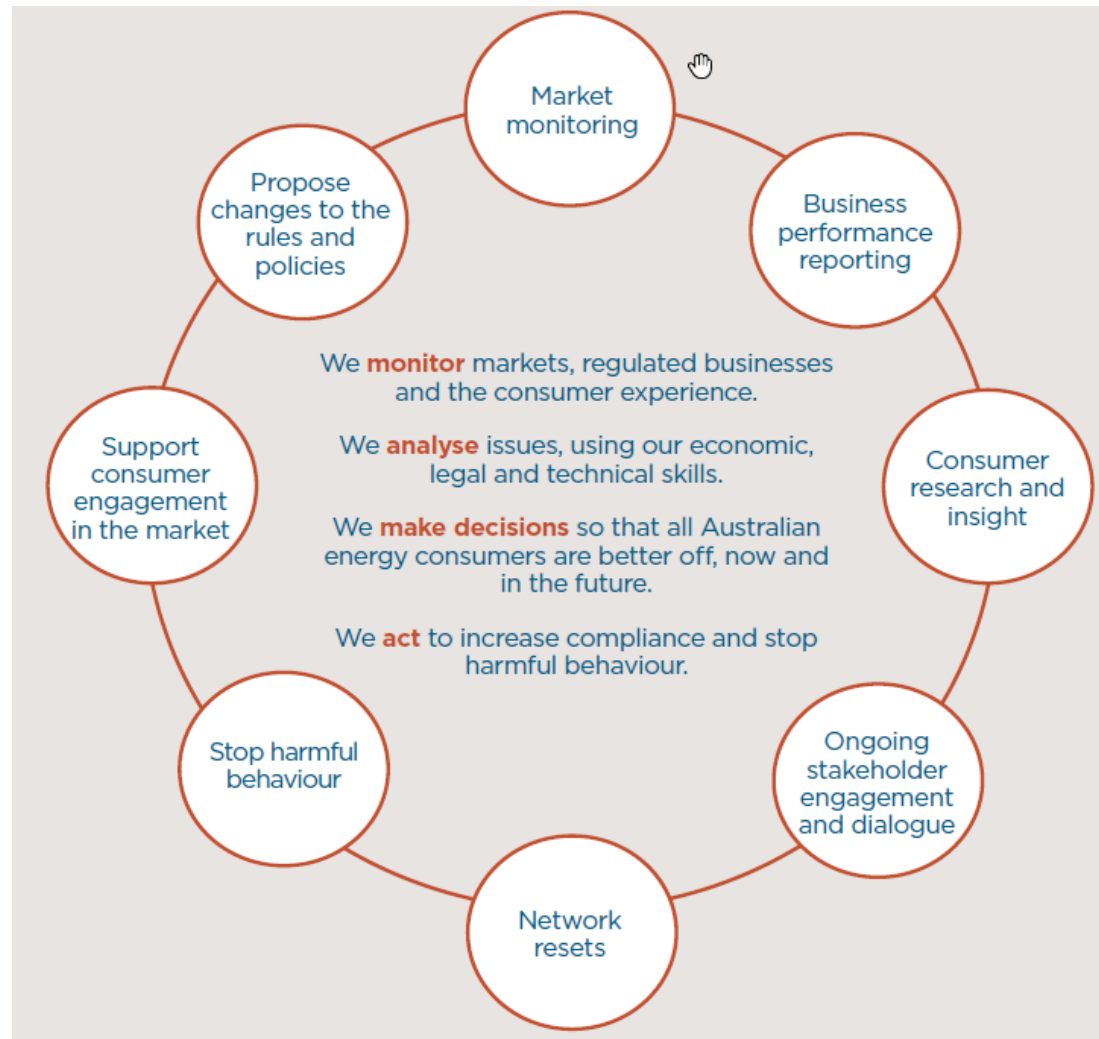 Market
monitoring
Business
performance
reporting
Consumer
research and
insight
Ongoing
stakeholder
engagement
and dialogue
Network
resets
Stop harmful
behaviour
Support
consumer
engagement
in the market
Propose
changes to the
rules and
policies
We monitor markets, regulated businesses
and the consumer experience.
We analyse issues, using our economic,
legal and technical skills.
We make decisions so that all Australian
energy consumers are better off, now and
in the future.
We act to increase compliance and stop
harmful behaviour.